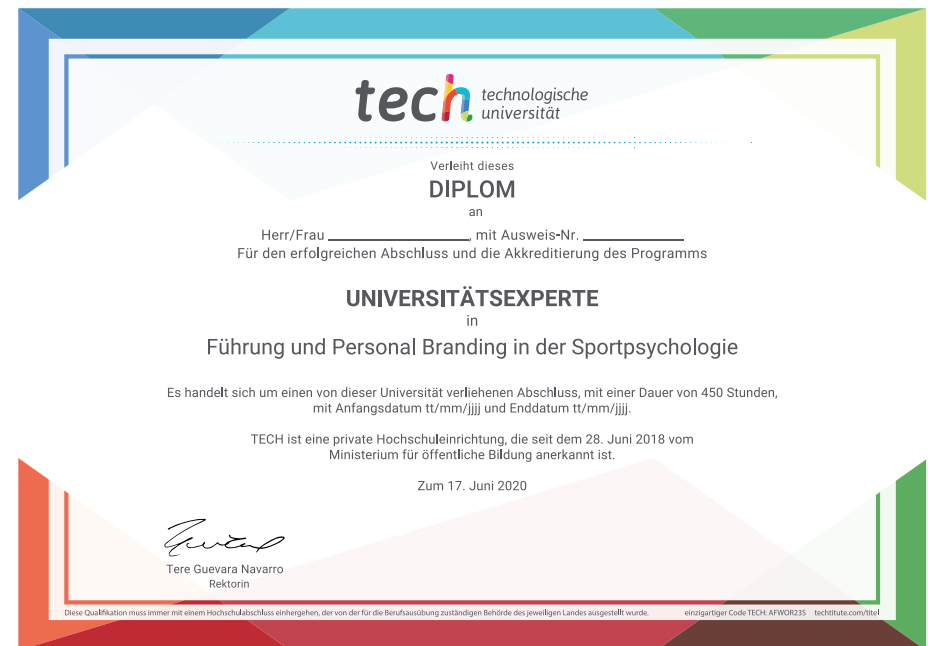 tech technologische
universität
Verleiht dieses
DIPLOM
an
Herr/Frau ________________, mit Ausweis-Nr. ____________
Für den erfolgreichen Abschluss und die Akkreditierung des Programms
UNIVERSITÄTSEXPERTE
in
Führung und Personal Branding in der Sportpsychologie
Es handelt sich um einen von dieser Universität verliehenen Abschluss, mit einer Dauer von 450 Stunden,
mit Anfangsdatum tt/mm/jjjj und Enddatum tt/mm/jjjj.
TECH ist eine private Hochschuleinrichtung, die seit dem 28. Juni 2018 vom
Ministerium für öffentliche Bildung anerkannt ist.
Zum 17. Juni 2020
Tere Guevara Navarro
Rektorin
Diese Qualifikation muss immer mit einem Hochschulabschluss einhergehen, der von der für die Berufsausübung zuständigen Behörde des jeweiligen Landes ausgestellt wurde. einzigartiger Code TECH: AFWOR235 techtitute.com/titel